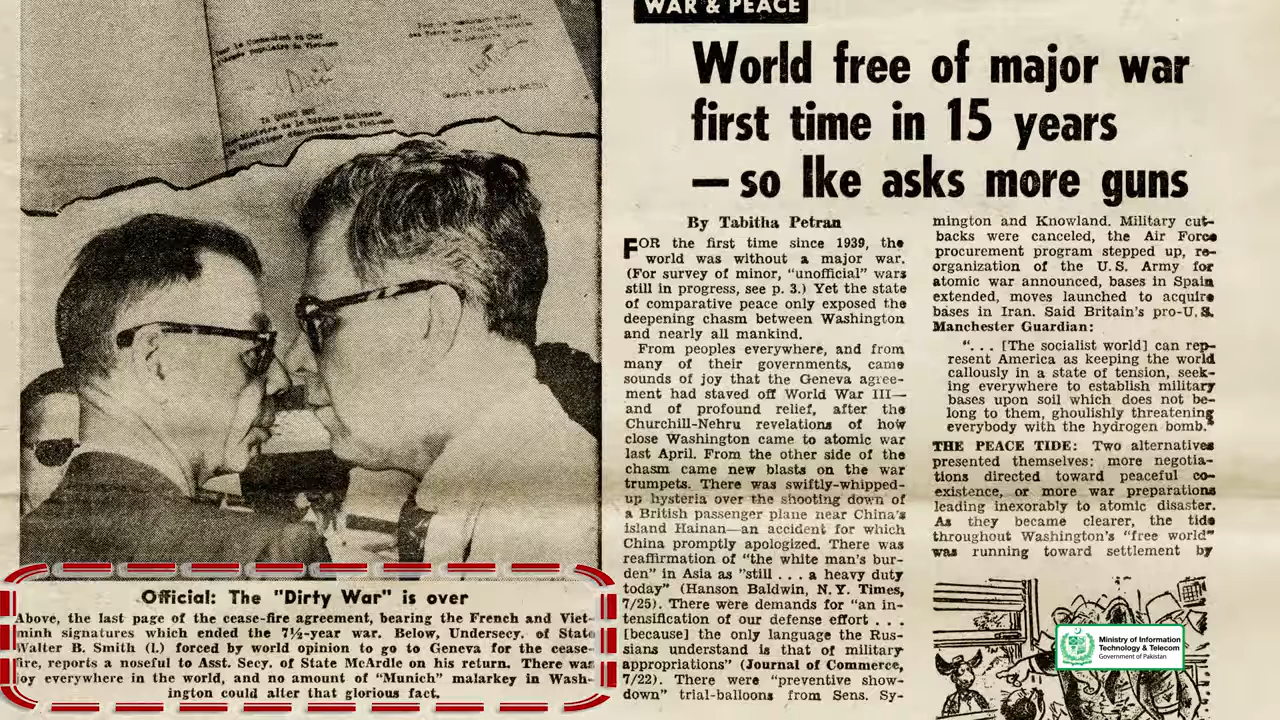 Ministre de la Défense Nationale
WAR & PEACE
World free of major war
first time in 15 years
— so Ike asks more guns
Official: The "Dirty War" is over
Above, the last page of the cease-fire agreement, bearing the French and Viet-
minh signatures which ended the 7½-year war. Below, Undersecy. of State
Walter B. Smith (l.) forced by world opinion to go to Geneva for the cease-
fire, reports a noseful to Asst. Secy. of State McArdle on return. There was
joy everywhere in the world, and no amount of "Munich" malarkey in Wash-
ington could alter that glorious fact.
By Tabitha Petran
FOR the first time since 1939, the
world was without a major war.
(For survey of minor, "unofficial" wars
still in progress, see p. 3.) Yet the state
of comparative peace only exposed the
deepening chasm between Washington
and nearly all mankind.
From peoples everywhere, and from
many of their governments, came
sounds of joy that the Geneva agree-
ment had staved off World War III—
and of profound relief, after the
Churchill-Nehru revelations of how
close Washington came to atomic war
last April. From the other side of the
chasm came new blasts on the war
trumpets. There was swiftly-whipped-
up hysteria over the shooting down of
a British passenger plane near China's
island Hainan—an accident for which
China promptly apologized. There was
reaffirmation of "the white man's bur-
den" in Asia as "still . . . a heavy duty
today" (Hanson Baldwin, N.Y. Times,
7/25). There were demands for "an in-
tensification of our defense effort . . .
[because] the only language the Rus-
sians understand is that of military
appropriations" (Journal of Commerce,
7/22). There were "preventive show-
down" trial-balloons from Sens. Sy-
mington and Knowland. Military cut-
backs were canceled, the Air Force
procurement program stepped up, re-
organization of the U.S. Army for
atomic war announced, bases in Spain
extended, moves launched to acquire
bases in Iran. Said Britain's pro-U.S.
Manchester Guardian:
". . . [The socialist world] can rep-
resent America as keeping the world
callously in a state of tension, seek-
ing everywhere to establish military
bases upon soil which does not be-
long to them, ghoulishly threatening
everybody with the hydrogen bomb."
THE PEACE TIDE: Two alternatives
presented themselves: more negotia-
tions directed toward peaceful co-
existence, or more war preparations
leading inexorably to atomic disaster.
As they became clearer, the tide
throughout Washington's "free world"
was running toward settlement by
Ministry of Information
Technology & Telecom
Government of Pakistan